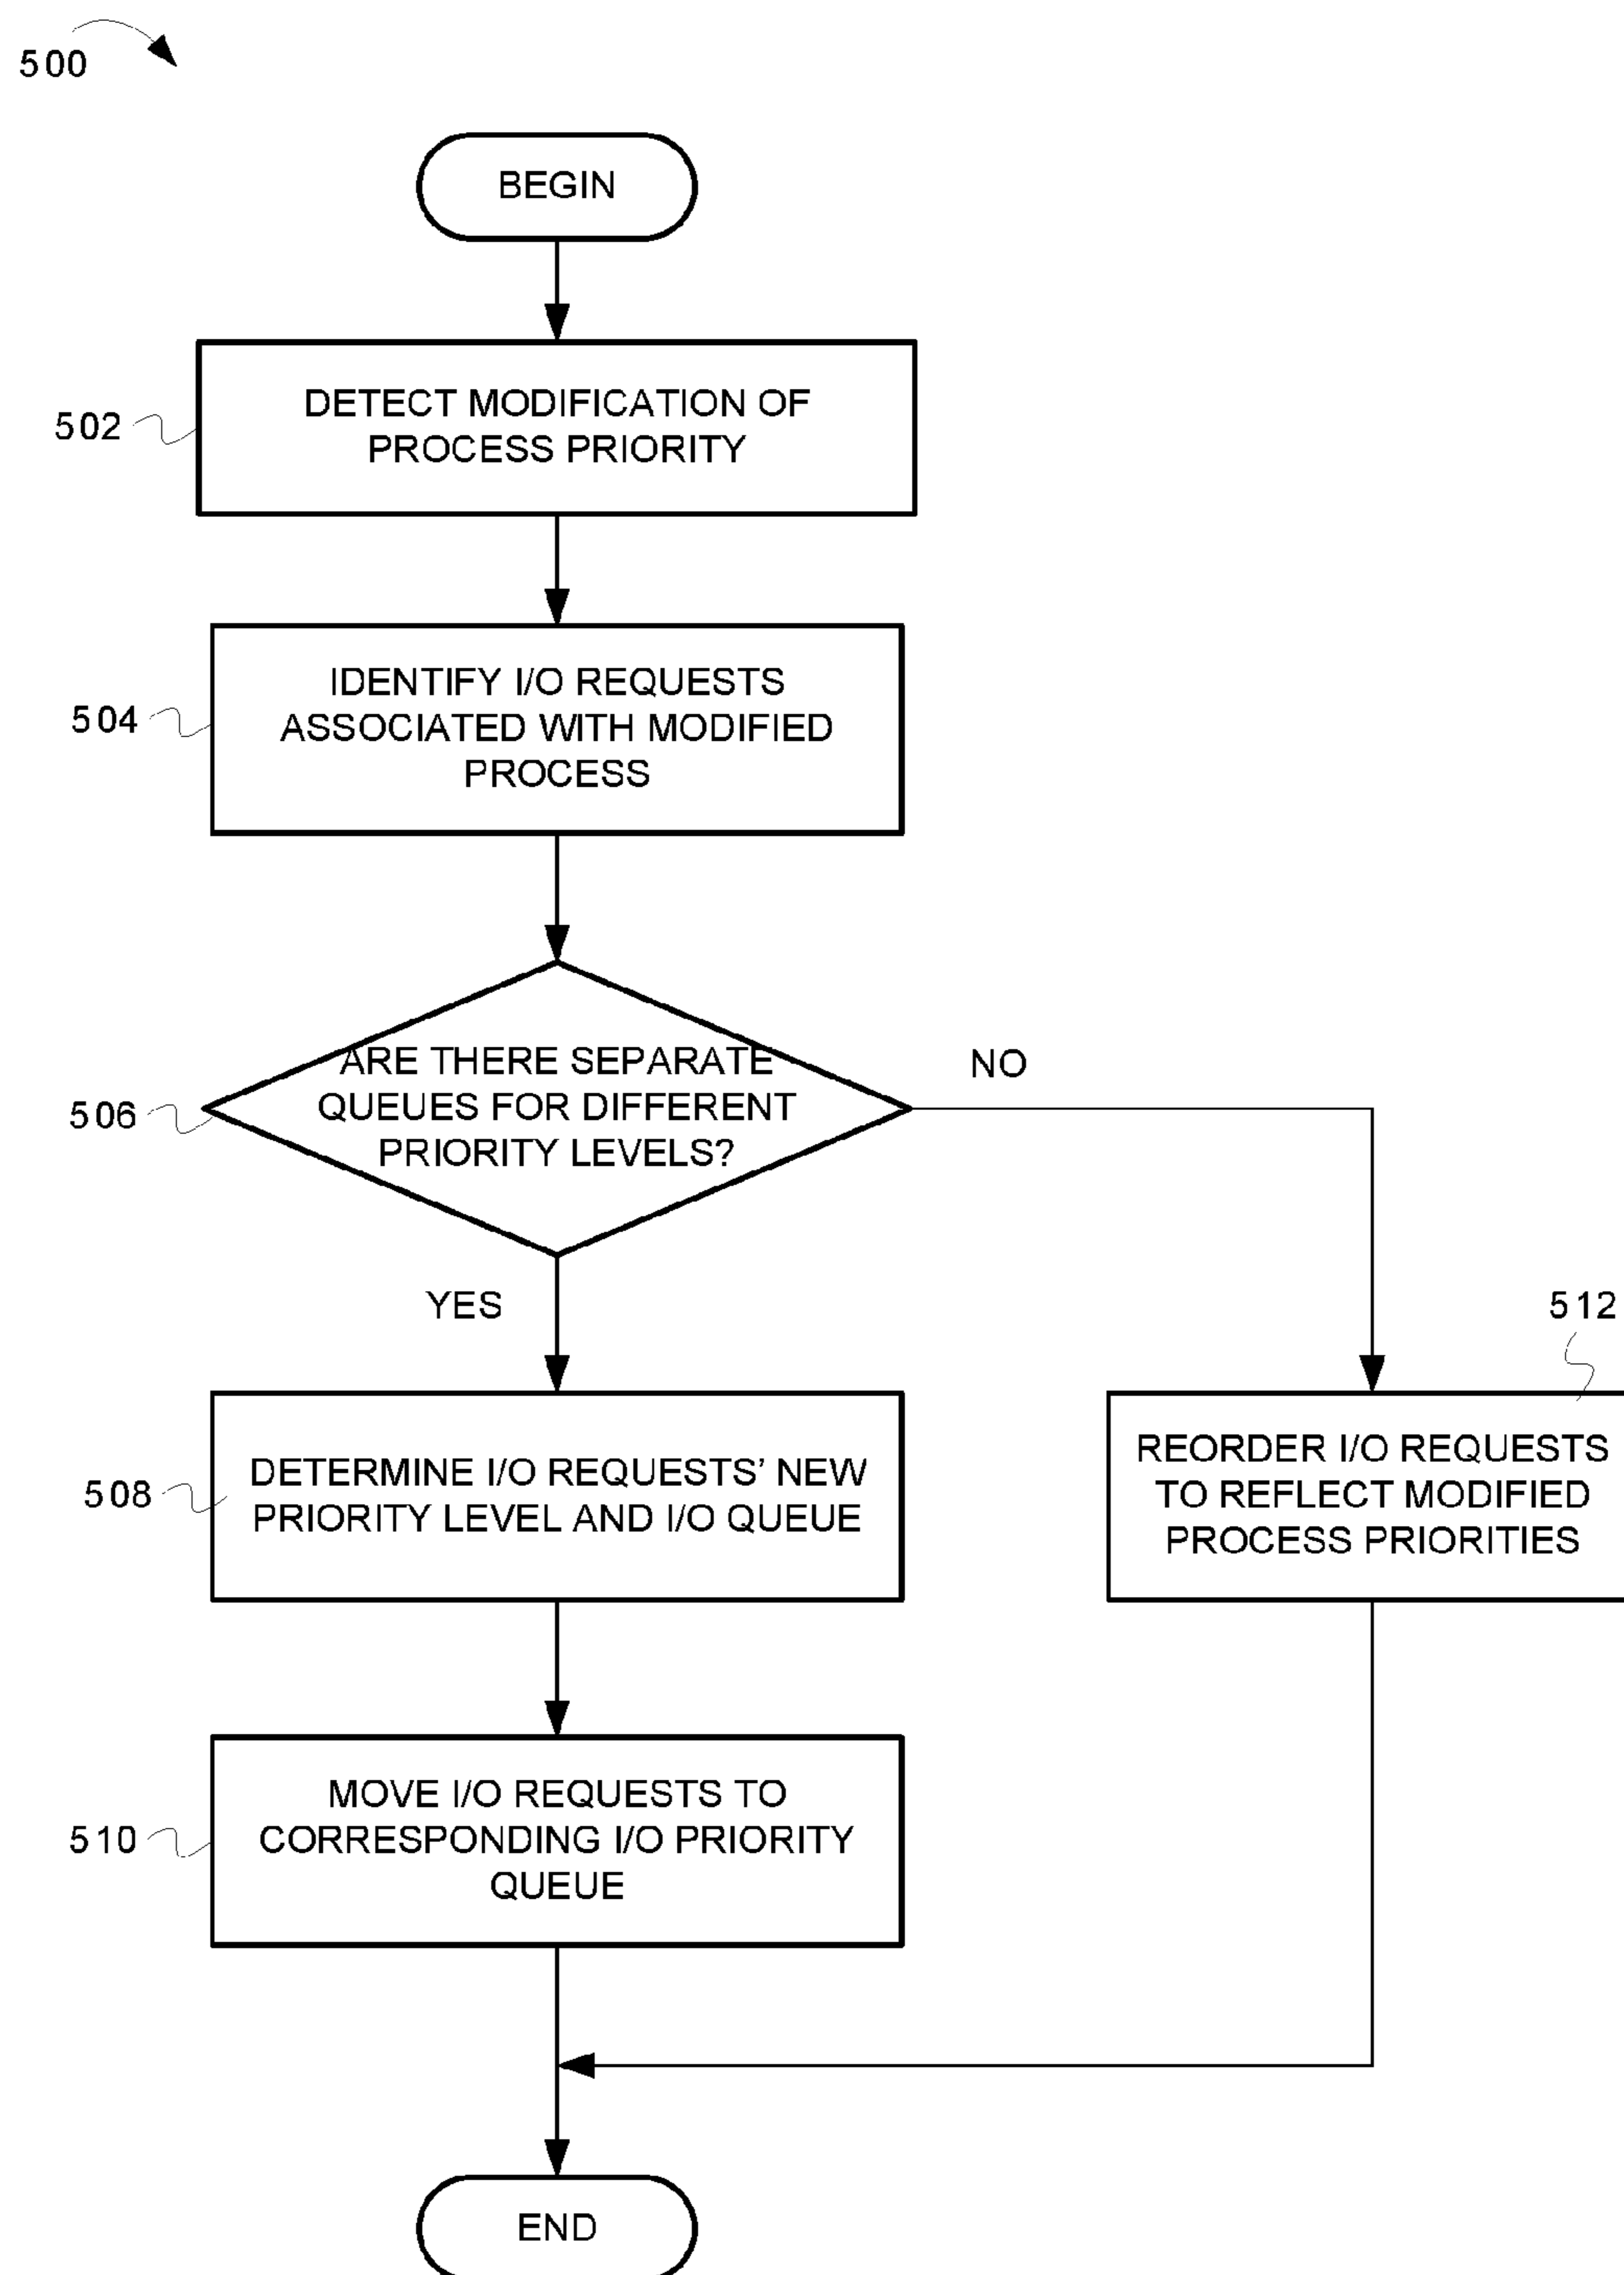 500
BEGIN
502
DETECT MODIFICATION OF
PROCESS PRIORITY
504
IDENTIFY I/O REQUESTS
ASSOCIATED WITH MODIFIED
PROCESS
506
ARE THERE SEPARATE
QUEUES FOR DIFFERENT
PRIORITY LEVELS?
NO
YES
508
DETERMINE I/O REQUESTS’ NEW
PRIORITY LEVEL AND I/O QUEUE
512
REORDER I/O REQUESTS
TO REFLECT MODIFIED
PROCESS PRIORITIES
510
MOVE I/O REQUESTS TO
CORRESPONDING I/O PRIORITY
QUEUE
END